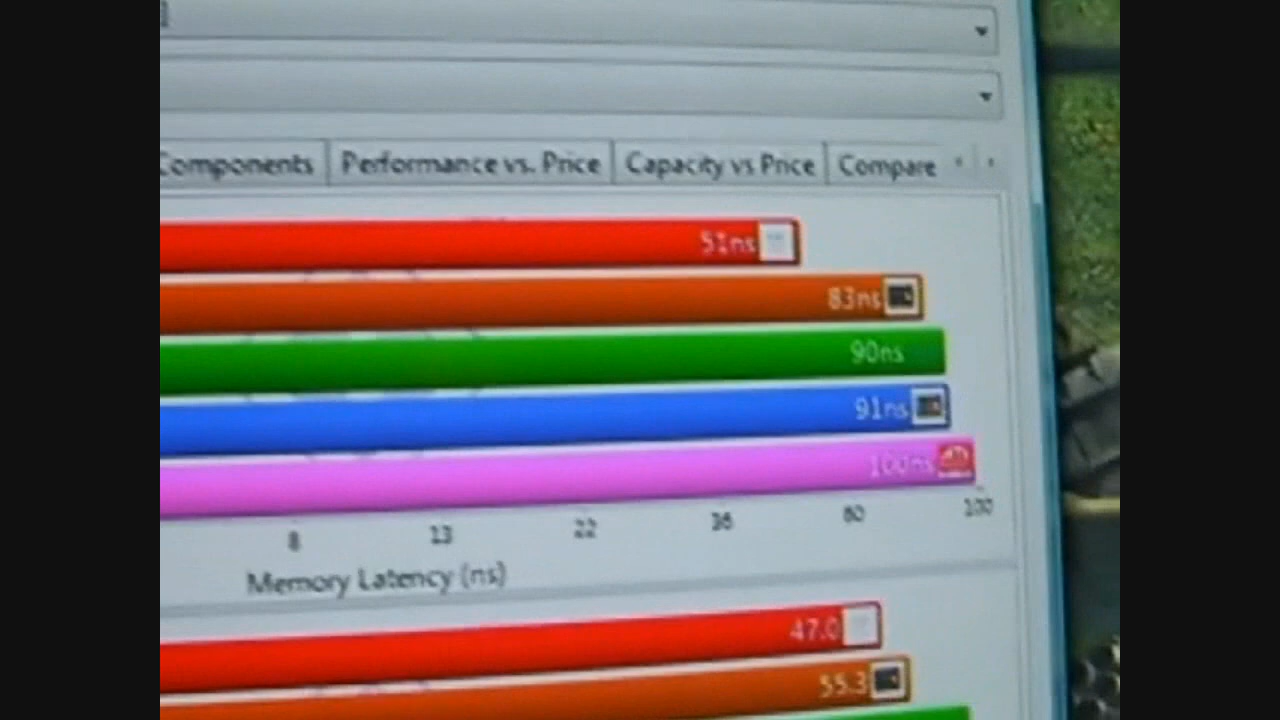 Components Performance vs. Price Capacity vs Price Compare
51ns
83ns
90ns
91ns
100ns
8 13 22 36 60 100
Memory Latency (ns)
47.0
55.3